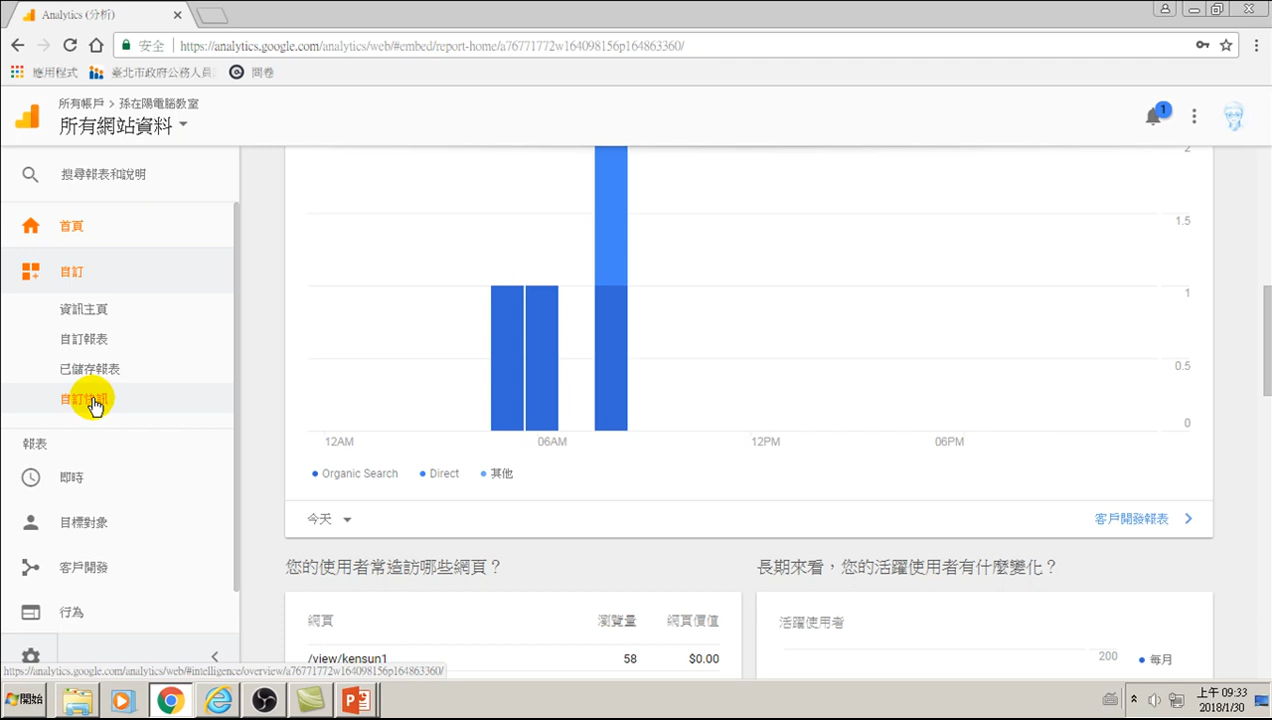 Analytics (分析)
安全 https://analytics.google.com/analytics/web/#embed/report-home/a76771772w164098156p164863360/
應用程式 臺北市政府公務人員 問卷
所有帳戶 > 孫在陽電腦教室
所有網站資料
1
搜尋報表和說明
首頁
自訂
資訊主頁
自訂報表
已儲存報表
自訂快訊
報表
即時
目標對象
客戶開發
行為
2
1.5
1
0.5
0
12AM 06AM 12PM 06PM
Organic Search Direct 其他
今天 客戶開發報表
您的使用者常造訪哪些網頁？
網頁 瀏覽量 網頁價值
/view/kensun1 58 $0.00
長期來看，您的活躍使用者有什麼變化？
活躍使用者
200 每月
https://analytics.google.com/analytics/web/#intelligence/overview/a76771772w164098156p164863360/
開始
上午 09:33
2018/1/30